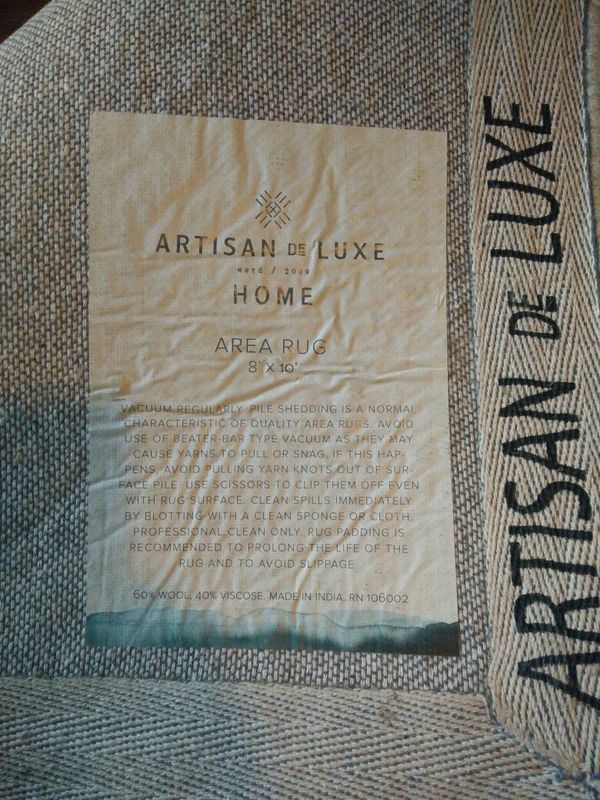 ARTISAN DE LUXE
estd / 2009
HOME
AREA RUG
8' X 10'
VACUUM REGULARLY. PILE SHEDDING IS A NORMAL
CHARACTERISTIC OF QUALITY AREA RUGS. AVOID
USE OF BEATER-BAR TYPE VACUUM AS THEY MAY
CAUSE YARNS TO PULL OR SNAG. IF THIS HAP-
PENS, AVOID PULLING YARN KNOTS OUT OF SUR-
FACE PILE. USE SCISSORS TO CLIP THEM OFF EVEN
WITH RUG SURFACE. CLEAN SPILLS IMMEDIATELY
BY BLOTTING WITH A CLEAN SPONGE OR CLOTH.
PROFESSIONAL CLEAN ONLY. RUG PADDING IS
RECOMMENDED TO PROLONG THE LIFE OF THE
RUG AND TO AVOID SLIPPAGE.
60% WOOL, 40% VISCOSE. MADE IN INDIA. RN 106002
ARTISAN DE LUXE